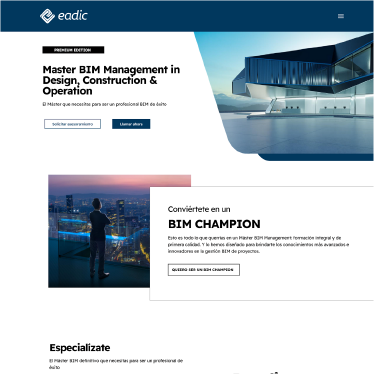 eadic
PREMIUM EDITION
Master BIM Management in
Design, Construction &
Operation
El Máster que necesitas para ser un profesional BIM de éxito
Solicitar asesoramiento
Llamar ahora
Conviértete en un
BIM CHAMPION
Esto es todo lo que querrías en un Máster BIM Management: formación integral y de
primera calidad. Y lo hemos diseñado para brindarte los conocimientos más avanzados e
innovadores en la gestión BIM de proyectos.
QUIERO SER UN BIM CHAMPION
Especialízate
El Máster BIM definitivo que necesitas para ser un profesional de
éxito